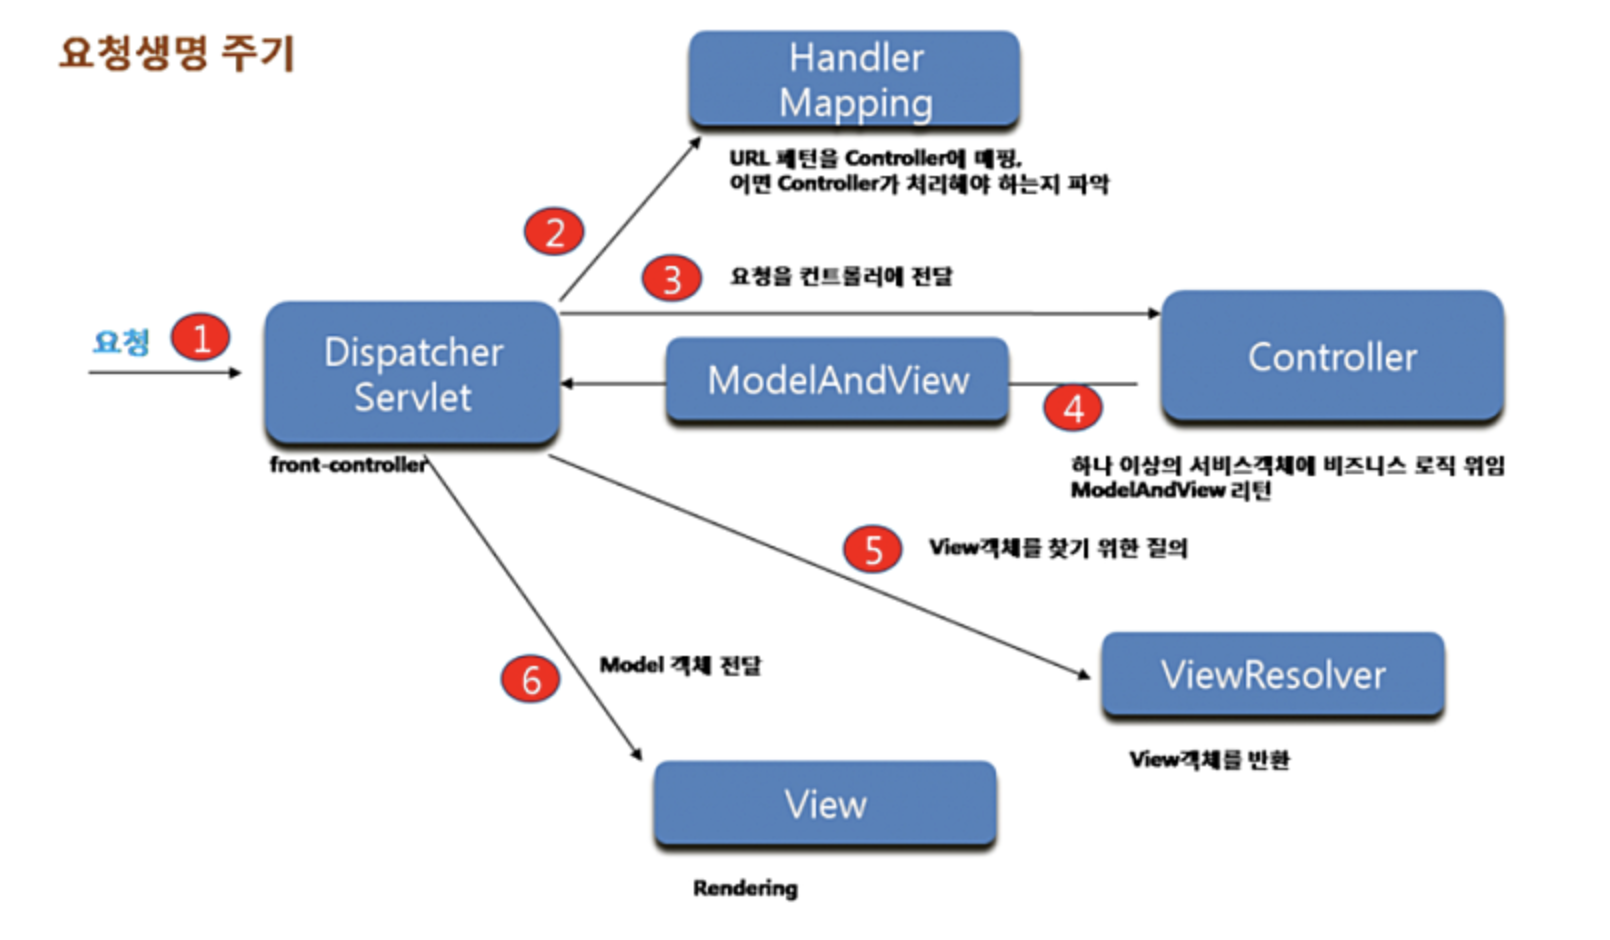 요청생명 주기
Handler
Mapping
URL 패턴을 Controller에 매핑,
어떤 Controller가 처리해야 하는지 파악
2
3
요청을 컨트롤러에 전달
요청
1
Dispatcher
Servlet
front-controller
ModelAndView
4
Controller
하나 이상의 서비스객체에 비즈니스 로직 위임
ModelAndView 리턴
5
View객체를 찾기 위한 질의
6
Model 객체 전달
ViewResolver
View객체를 반환
View
Rendering